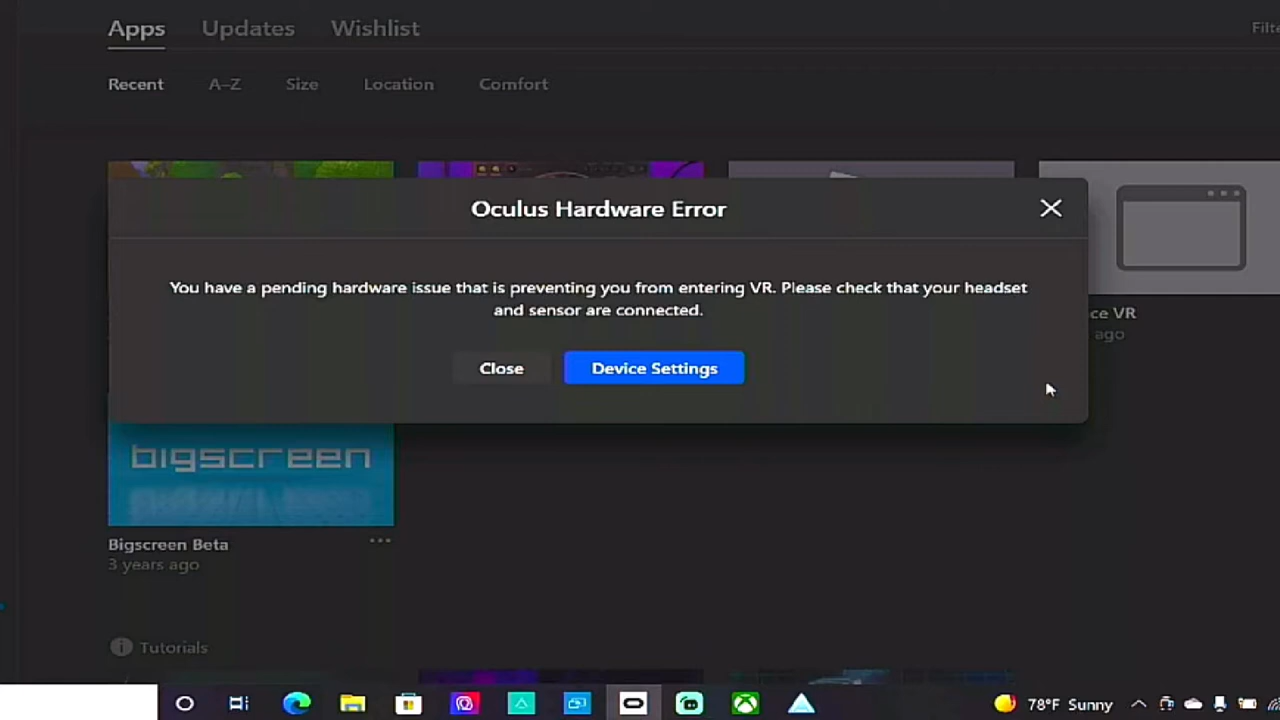 Apps Updates Wishlist
Recent A–Z Size Location Comfort
Oculus Hardware Error
You have a pending hardware issue that is preventing you from entering VR. Please check that your headset
and sensor are connected.
Close Device Settings
VR
ago
bigscreen
Bigscreen Beta
3 years ago
Tutorials
78°F Sunny